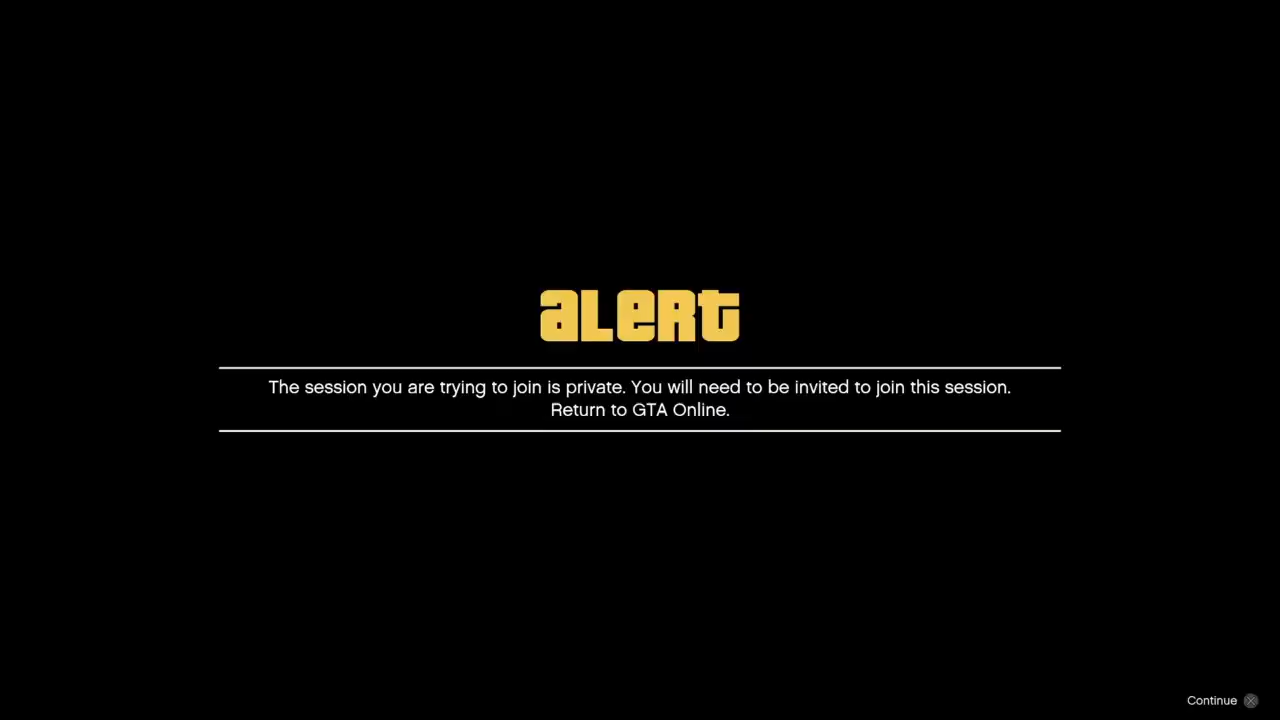 aLeRt
The session you are trying to join is private. You will need to be invited to join this session.
Return to GTA Online.
Continue